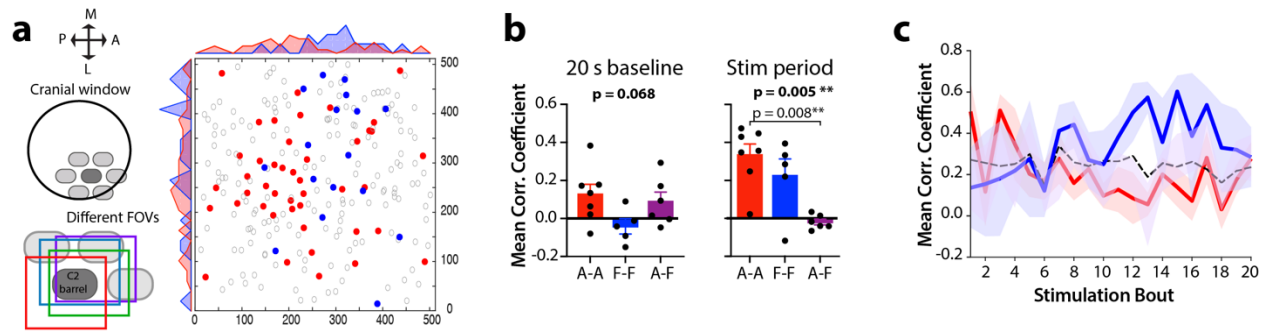 a
M
P A
L
Cranial window
Different FOVs
C2
barrel
500
400
300
200
100
0
0 100 200 300 400 500
b
20 s baseline
p = 0.068
Mean Corr. Coefficient
0.6
0.4
0.2
0.0
-0.2
A-A F-F A-F
Stim period
p = 0.005 **
p = 0.008**
A-A F-F A-F
c
Mean Corr. Coefficient
0.8
0.6
0.4
0.2
0.0
-0.2
2 4 6 8 10 12 14 16 18 20
Stimulation Bout